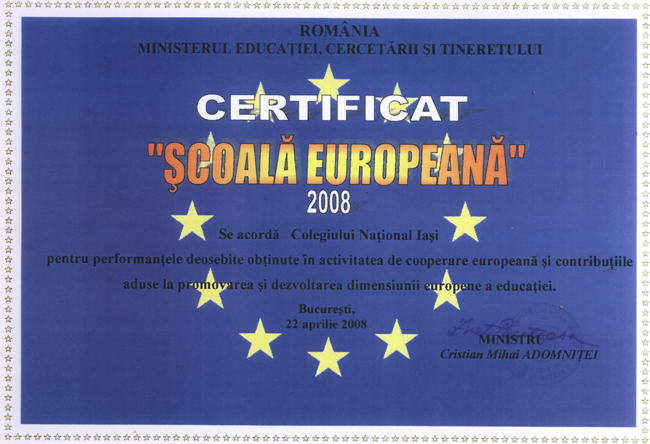 ROMÂNIA
MINISTERUL EDUCAŢIEI, CERCETĂRII ŞI TINERETULUI
CERTIFICAT
"ŞCOALĂ EUROPEANĂ"
2008
Se acordă Colegiului Naţional Iaşi
pentru performanţele deosebite obţinute în activitatea de cooperare europeană şi contribuţiile
aduse la promovarea şi dezvoltarea dimensiunii europene a educaţiei.
Bucureşti,
22 aprilie 2008
MINISTRU
Cristian Mihai ADOMNIŢEI